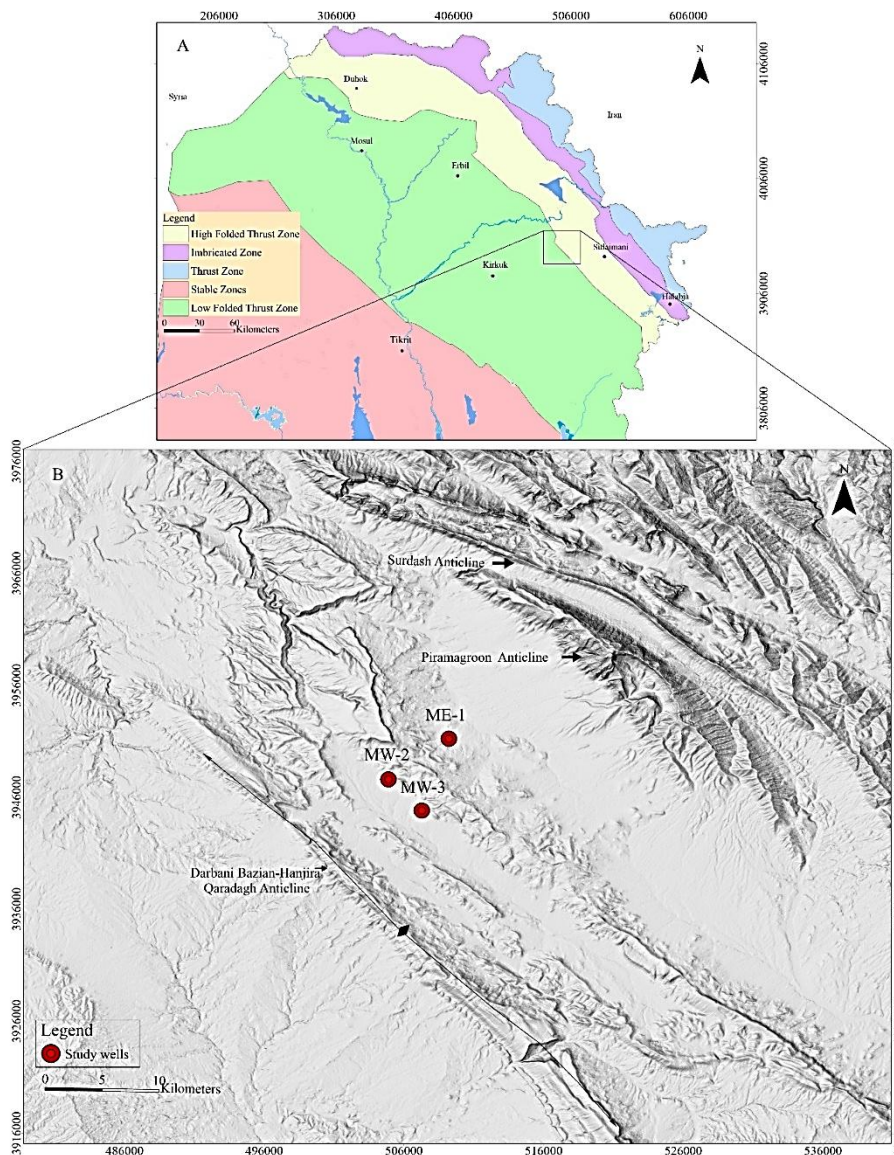 206000 306000 406000 506000 606000
A
N
4106000
Duhok
Syria
Iran
Mosul
Erbil
4006000
Legend
High Folded Thrust Zone
Imbricated Zone
Thrust Zone
Stable Zones
Low Folded Thrust Zone
0 30 60
Kilometers
Sulaimani
Kirkuk
Halabja
3906000
Tikrit
3806000
3976000
B
N
Surdash Anticline
3966000
Piramagroon Anticline
3956000
ME-1
MW-2
MW-3
3946000
Darbani Bazian-Hanjira
Qaradagh Anticline
3936000
3926000
Legend
Study wells
0 5 10
Kilometers
3916000
486000 496000 506000 516000 526000 536000